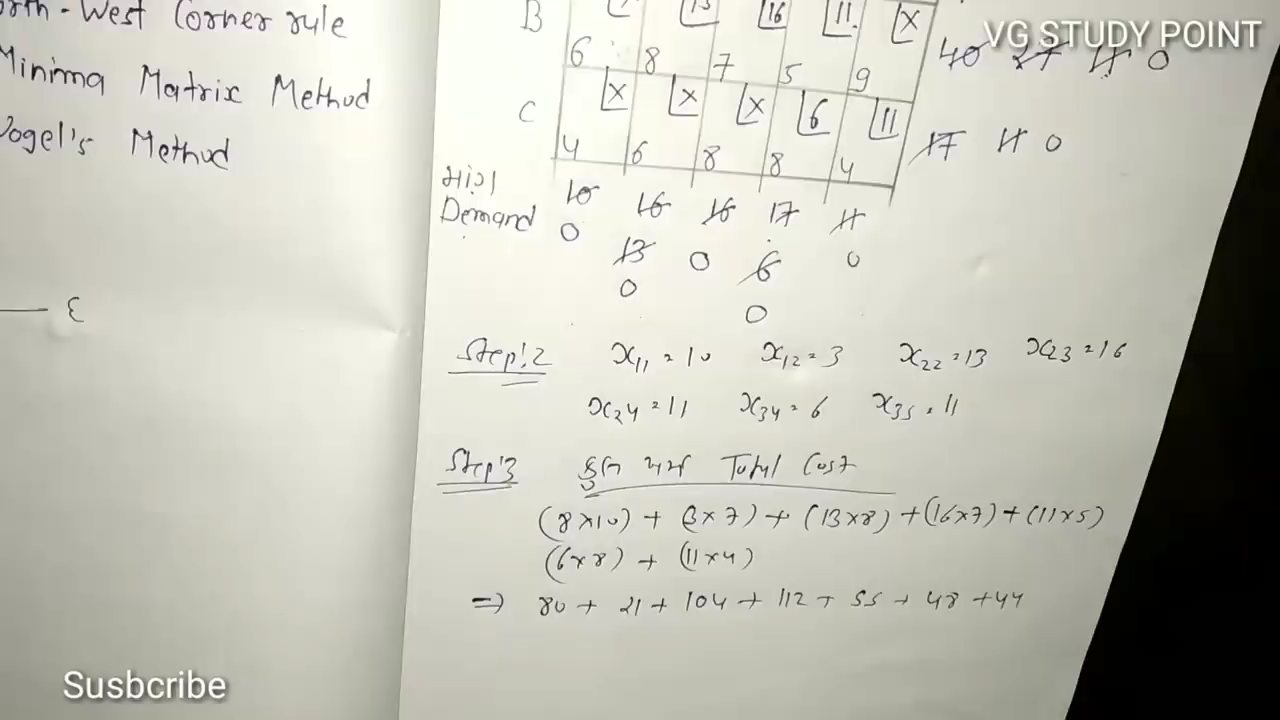 orth-West Corner rule
Minima Matrix Method
Vogel's Method
— ε
VG STUDY POINT
B 13 16 11 X
6 8 7 5 9 40 27 11 0
C X X X 6 11
4 6 8 8 4 17 11 0
માંગ
Demand 10 16 16 17 11
0 13 0 6 0
0 0
Step:2 x11 = 10 x12 = 3 x22 = 13 x23 = 16
x24 = 11 x34 = 6 x35 = 11
Step:3 કુલ ખર્ચ Total Cost
(8×10) + (3×7) + (13×8) + (16×7) + (11×5)
(6×8) + (11×4)
⇒ 80 + 21 + 104 + 112 + 55 + 48 + 44
Susbcribe